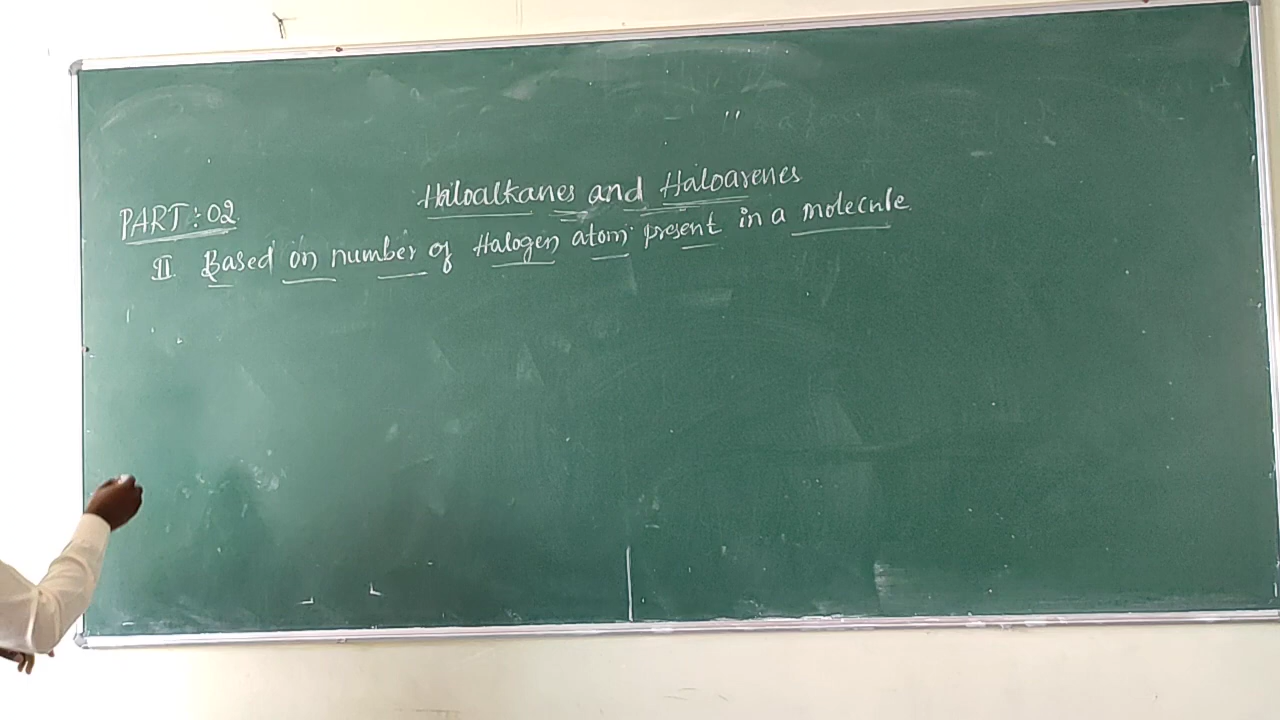 Haloalkanes and Haloarenes
PART:02
II. Based on number of Halogen atom present in a molecule